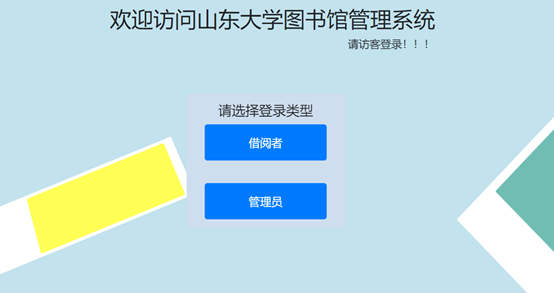 欢迎访问山东大学图书馆管理系统
请访客登录！！！
请选择登录类型
借阅者
管理员